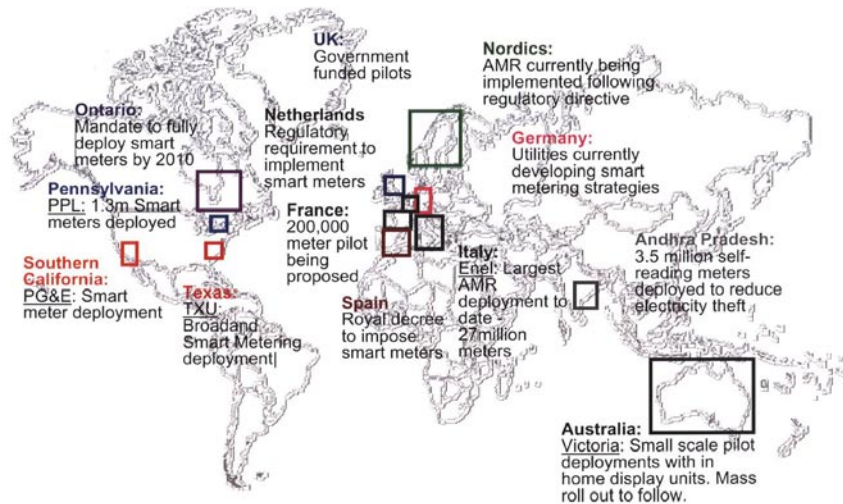 UK:
Government
funded pilots
Nordics:
AMR currently being
implemented following
regulatory directive
Ontario:
Mandate to fully
deploy smart
meters by 2010
Netherlands
Regulatory
requirement to
implement
smart meters
Germany:
Utilities currently
developing smart
metering strategies
Pennsylvania:
PPL: 1.3m Smart
meters deployed
France:
200,000
meter pilot
being
proposed
Italy:
Enel: Largest
AMR
deployment to
date -
27million
meters
Andhra Pradesh:
3.5 million self-
reading meters
deployed to reduce
electricity theft
Southern
California:
PG&E: Smart
meter deployment
Texas:
TXU:
Broadand
Smart Metering
deployment|
Spain
Royal decree
to impose
smart meters
Australia:
Victoria: Small scale pilot
deployments with in
home display units. Mass
roll out to follow.